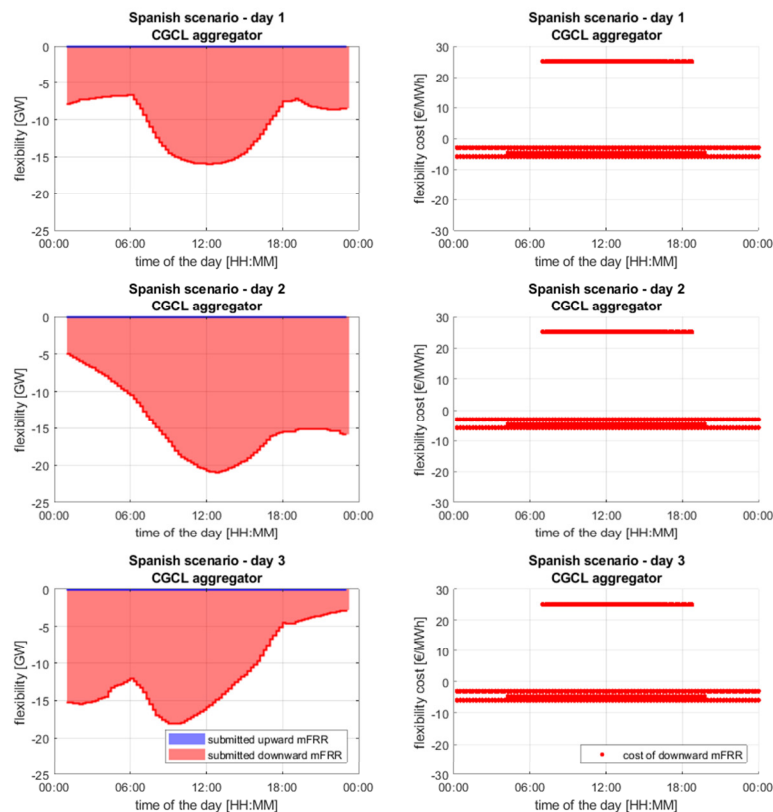 Spanish scenario - day 1
CGCL aggregator
flexibility [GW]
0
-5
-10
-15
-20
-25
00:00 06:00 12:00 18:00 00:00
time of the day [HH:MM]
Spanish scenario - day 1
CGCL aggregator
flexibility cost [€/MWh]
30
20
10
0
-10
-20
-30
00:00 06:00 12:00 18:00 00:00
time of the day [HH:MM]
Spanish scenario - day 2
CGCL aggregator
flexibility [GW]
0
-5
-10
-15
-20
-25
00:00 06:00 12:00 18:00 00:00
time of the day [HH:MM]
Spanish scenario - day 2
CGCL aggregator
flexibility cost [€/MWh]
30
20
10
0
-10
-20
-30
00:00 06:00 12:00 18:00 00:00
time of the day [HH:MM]
Spanish scenario - day 3
CGCL aggregator
flexibility [GW]
0
-5
-10
-15
-20
-25
submitted upward mFRR
submitted downward mFRR
00:00 06:00 12:00 18:00 00:00
time of the day [HH:MM]
Spanish scenario - day 3
CGCL aggregator
flexibility cost [€/MWh]
30
20
10
0
-10
-20
-30
cost of downward mFRR
00:00 06:00 12:00 18:00 00:00
time of the day [HH:MM]